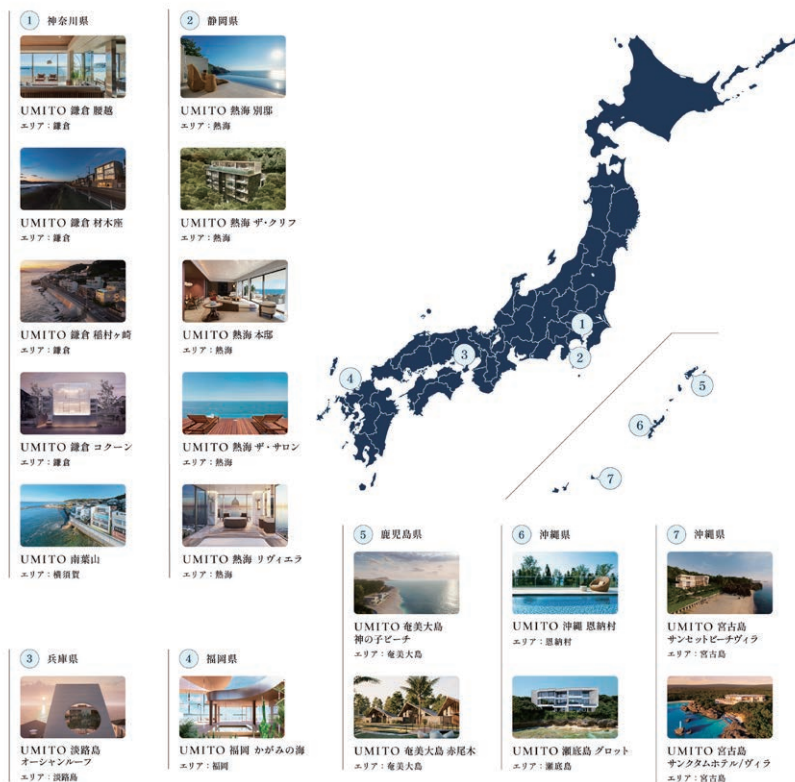 1 神奈川県
UMITO 鎌倉 腰越
エリア：鎌倉
UMITO 鎌倉 材木座
エリア：鎌倉
UMITO 鎌倉 稲村ヶ崎
エリア：鎌倉
UMITO 鎌倉 コクーン
エリア：鎌倉
UMITO 南葉山
エリア：横須賀
2 静岡県
UMITO 熱海 別邸
エリア：熱海
UMITO 熱海 ザ・クリフ
エリア：熱海
UMITO 熱海 本邸
エリア：熱海
UMITO 熱海 ザ・サロン
エリア：熱海
UMITO 熱海 リヴィエラ
エリア：熱海
1
2
3
4
5
6
7
3 兵庫県
UMITO 淡路島
オーシャンルーフ
エリア：淡路島
4 福岡県
UMITO 福岡 かがみの海
エリア：福岡
5 鹿児島県
UMITO 奄美大島
神の子ビーチ
エリア：奄美大島
UMITO 奄美大島 赤尾木
エリア：奄美大島
6 沖縄県
UMITO 沖縄 恩納村
エリア：恩納村
UMITO 瀬底島 グロット
エリア：瀬底島
7 沖縄県
UMITO 宮古島
サンセットビーチヴィラ
エリア：宮古島
UMITO 宮古島
サンクタムホテル/ヴィラ
エリア：宮古島